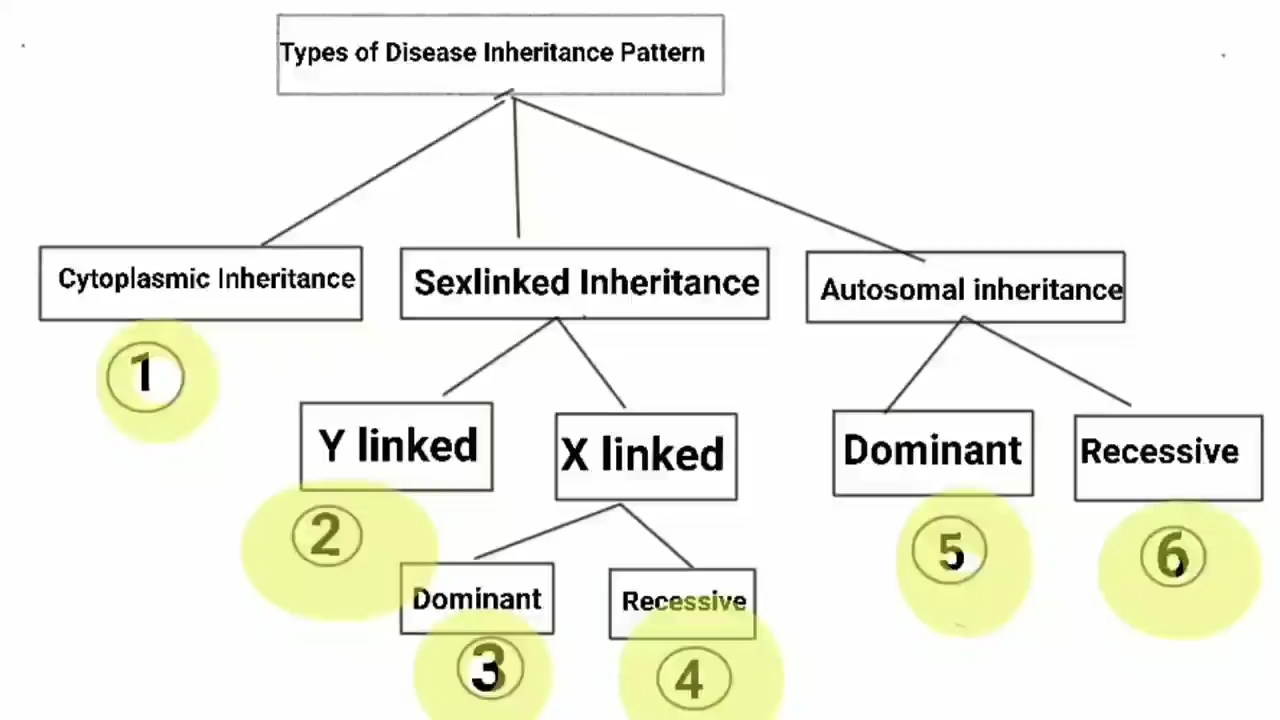 Types of Disease Inheritance Pattern
Cytoplasmic Inheritance
Sexlinked Inheritance
Autosomal inheritance
1
Y linked
X linked
Dominant
Recessive
2
5
6
Dominant
Recessive
3
4